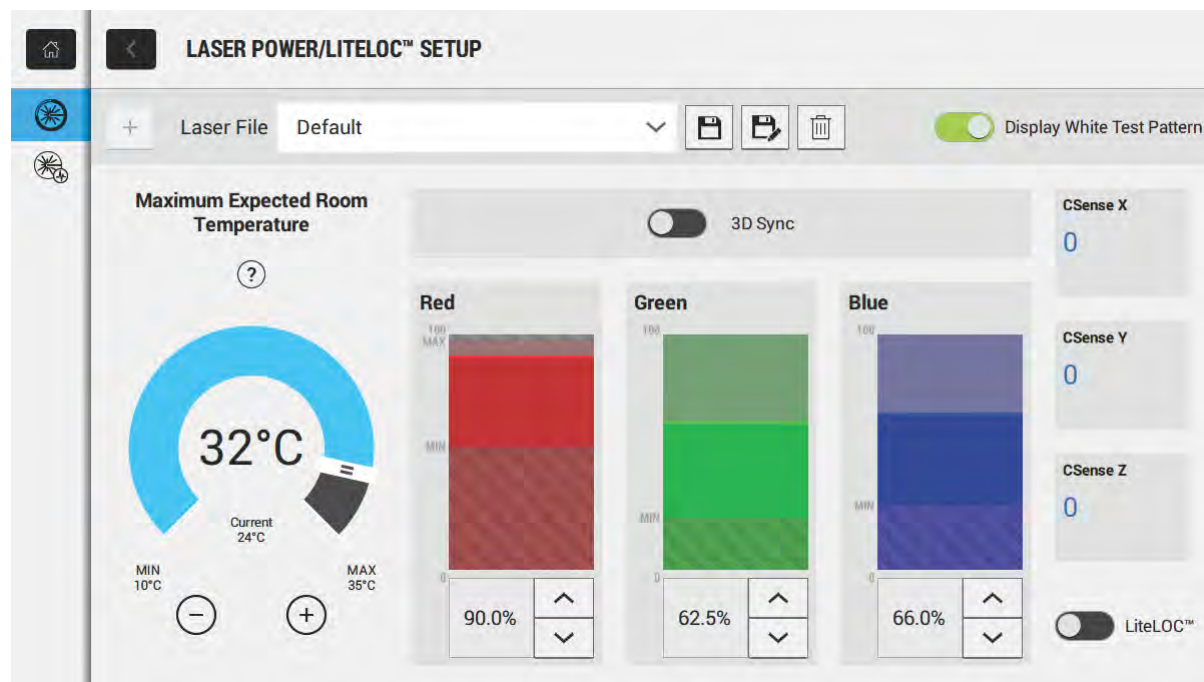 LASER POWER/LITELOC™ SETUP
+ Laser File Default
Display White Test Pattern
Maximum Expected Room
Temperature
?
32°C
Current
24°C
MIN
10°C
MAX
35°C
3D Sync
Red
100
MAX
MIN
0
90.0%
Green
100
MIN
0
62.5%
Blue
100
MIN
0
66.0%
CSense X
0
CSense Y
0
CSense Z
0
LiteLOC™